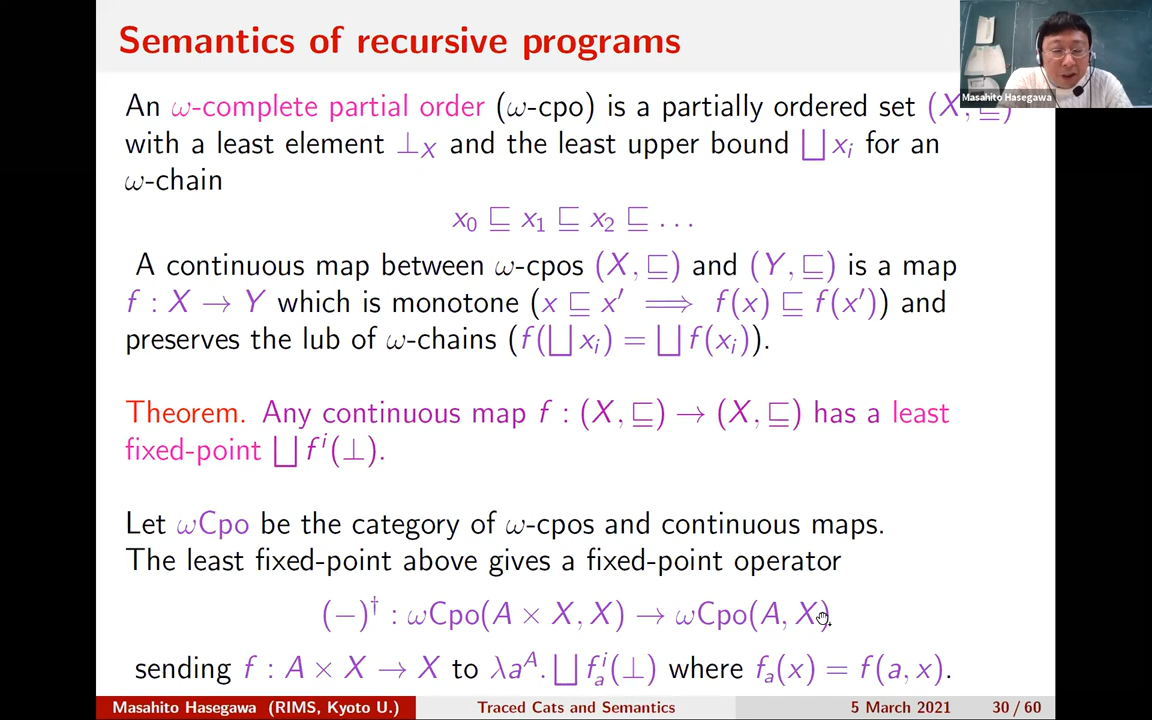 Semantics of recursive programs
Masahito Hasegawa
An ω-complete partial order (ω-cpo) is a partially ordered set (X, ⊑)
with a least element ⊥_X and the least upper bound ⨆ x_i for an
ω-chain
x_0 ⊑ x_1 ⊑ x_2 ⊑ . . .
A continuous map between ω-cpos (X, ⊑) and (Y, ⊑) is a map
f : X → Y which is monotone (x ⊑ x′ ⟹ f(x) ⊑ f(x′)) and
preserves the lub of ω-chains (f(⨆ x_i) = ⨆ f(x_i)).
Theorem. Any continuous map f : (X, ⊑) → (X, ⊑) has a least
fixed-point ⨆ f^i(⊥).
Let ωCpo be the category of ω-cpos and continuous maps.
The least fixed-point above gives a fixed-point operator
(−)^† : ωCpo(A × X, X) → ωCpo(A, X)
sending f : A × X → X to λa^A. ⨆ f_a^i(⊥) where f_a(x) = f(a, x).
Masahito Hasegawa (RIMS, Kyoto U.) Traced Cats and Semantics 5 March 2021 30 / 60